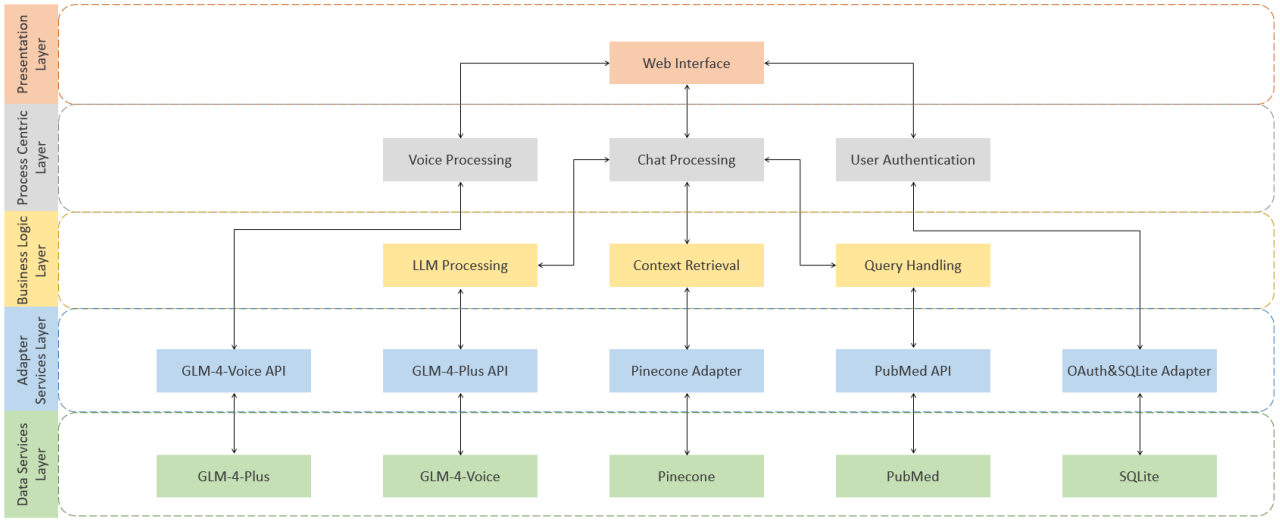 Presentation
Layer
Web Interface
Process Centric
Layer
Voice Processing
Chat Processing
User Authentication
Business Logic
Layer
LLM Processing
Context Retrieval
Query Handling
Adapter
Services Layer
GLM-4-Voice API
GLM-4-Plus API
Pinecone Adapter
PubMed API
OAuth&SQLite Adapter
Data Services
Layer
GLM-4-Plus
GLM-4-Voice
Pinecone
PubMed
SQLite